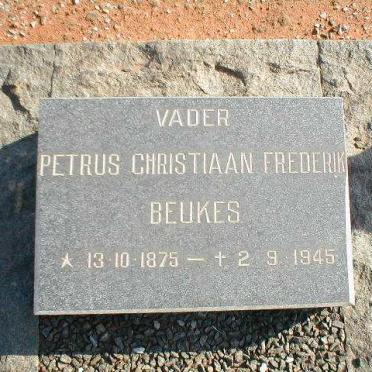 VADER
PETRUS CHRISTIAAN FREDERIK
BEUKES
* 13·10·1875 — † 2 9 1945